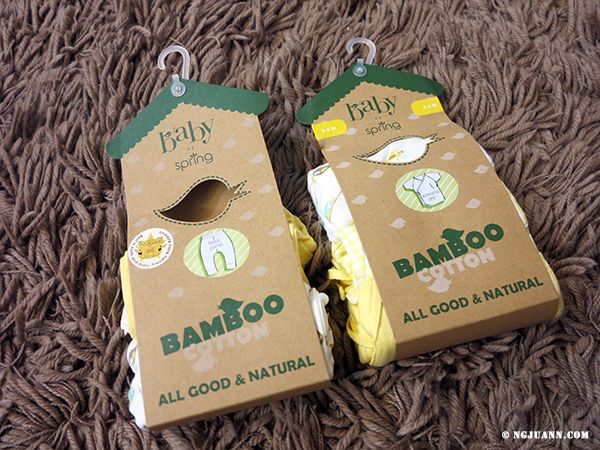 Baby
by
spring
BAMBOO
COTTON
ALL GOOD & NATURAL
Baby
by
spring
BAMBOO
COTTON
ALL GOOD & NATURAL
© NGJUANN.COM